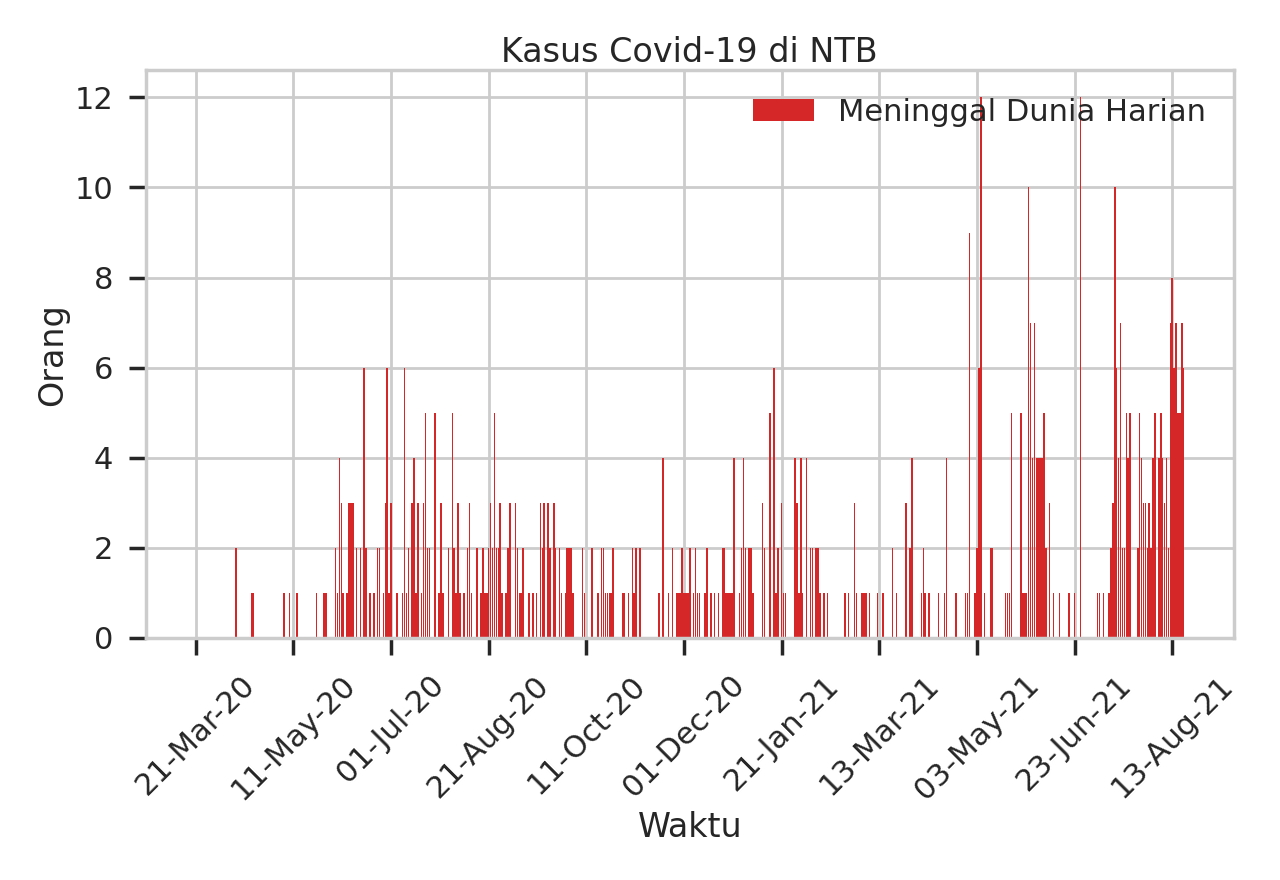 Kasus Covid-19 di NTB
Meninggal Dunia Harian
12
10
8
6
4
2
0
Orang
21-Mar-20
11-May-20
01-Jul-20
21-Aug-20
11-Oct-20
01-Dec-20
21-Jan-21
13-Mar-21
03-May-21
23-Jun-21
13-Aug-21
Waktu